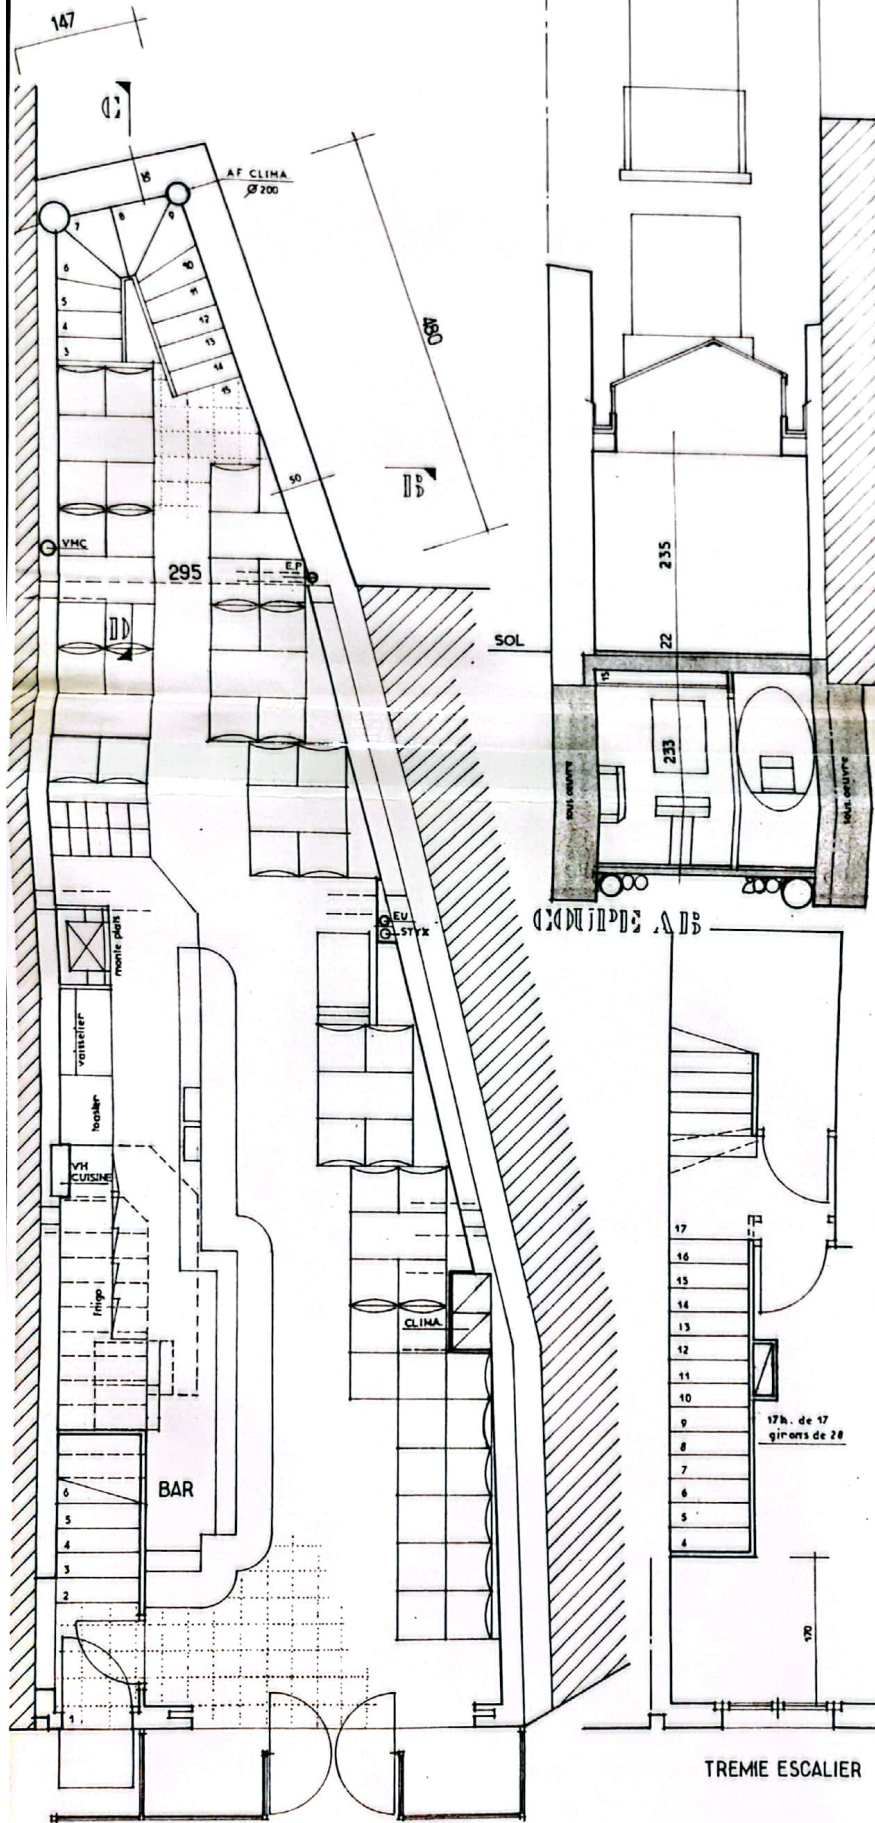 147
C
AF CLIMA
Ø 200
7
8
9
6
5
4
3
10
11
12
13
14
15
480
50
B
VMC
295
E.P
D
SOL
235
22
15
233
sous oeuvre
sous oeuvre
COUPE AB
EU
STYX
monte plats
vaisselier
toaster
VH
CUISINE
frigo
CLIMA
BAR
6
5
4
3
2
1
17
16
15
14
13
12
11
10
9
8
7
6
5
4
17h. de 17
girons de 28
170
TREMIE ESCALIER